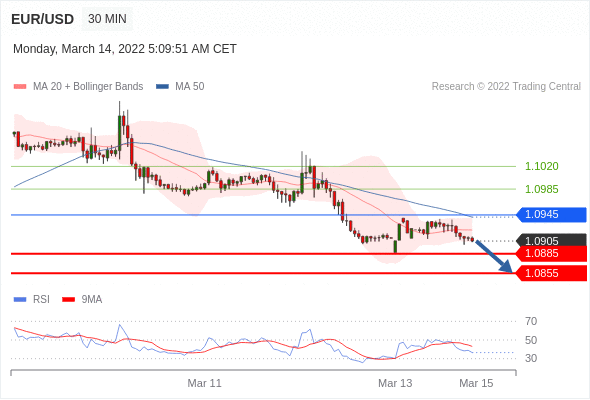 EUR/USD 30 MIN
Monday, March 14, 2022 5:09:51 AM CET
MA 20 + Bollinger Bands MA 50 Research © 2022 Trading Central
1.1020
1.0985
1.0945
1.0905
1.0885
1.0855
RSI 9MA
70
50
30
Mar 11 Mar 13 Mar 15